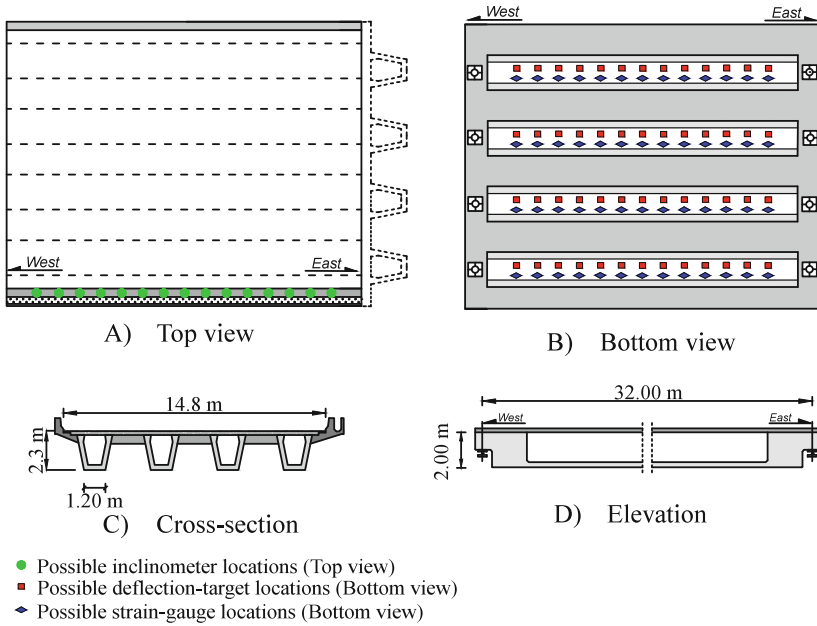 West East
West East
A) Top view
B) Bottom view
14.8 m
2.3 m
1.20 m
C) Cross-section
32.00 m
West East
2.00 m
D) Elevation
Possible inclinometer locations (Top view)
Possible deflection-target locations (Bottom view)
Possible strain-gauge locations (Bottom view)